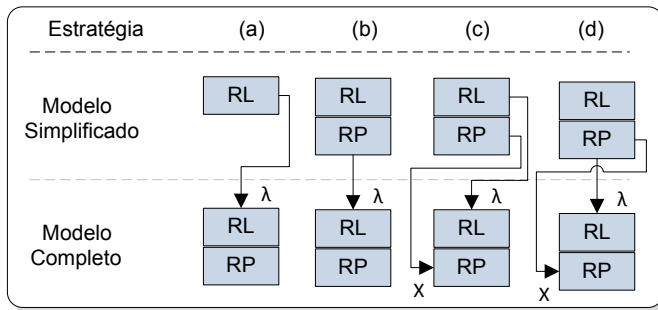 Estratégia (a) (b) (c) (d)
RL RL RL RL
Modelo
Simplificado
RP RP RP
λ λ λ λ
Modelo
Completo
RL RL RL RL
RP RP RP RP
χ χ